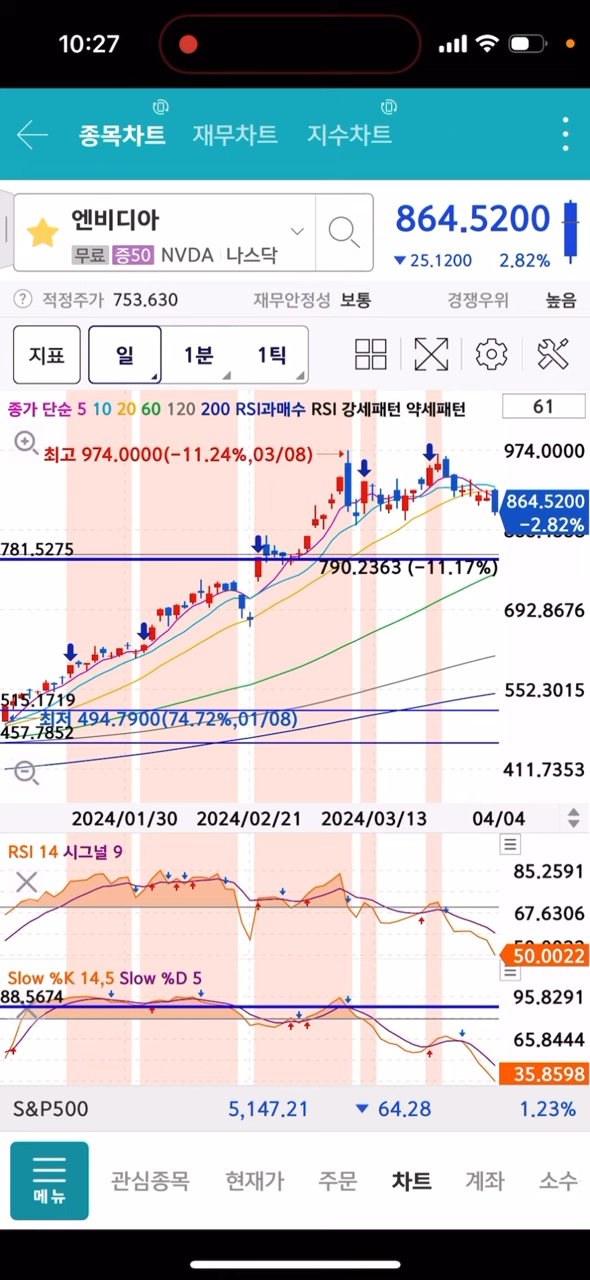 10:27
종목차트 재무차트 지수차트
엔비디아
무료 증50 NVDA 나스닥
864.5200
▼25.1200 2.82%
? 적정주가 753.630 재무안정성 보통 경쟁우위 높음
지표 일 1분 1틱
종가 단순 5 10 20 60 120 200 RSI과매수 RSI 강세패턴 약세패턴 61
최고 974.0000(-11.24%,03/08) 974.0000
864.5200
-2.82%
781.5275
790.2363 (-11.17%)
692.8676
552.3015
515.1719
최저 494.7900(74.72%,01/08)
457.7852
411.7353
2024/01/30 2024/02/21 2024/03/13 04/04
RSI 14 시그널 9
85.2591
67.6306
50.0022
Slow %K 14,5 Slow %D 5
88.5674 95.8291
65.8444
35.8598
S&P500 5,147.21 ▼ 64.28 1.23%
메뉴 관심종목 현재가 주문 차트 계좌 소수